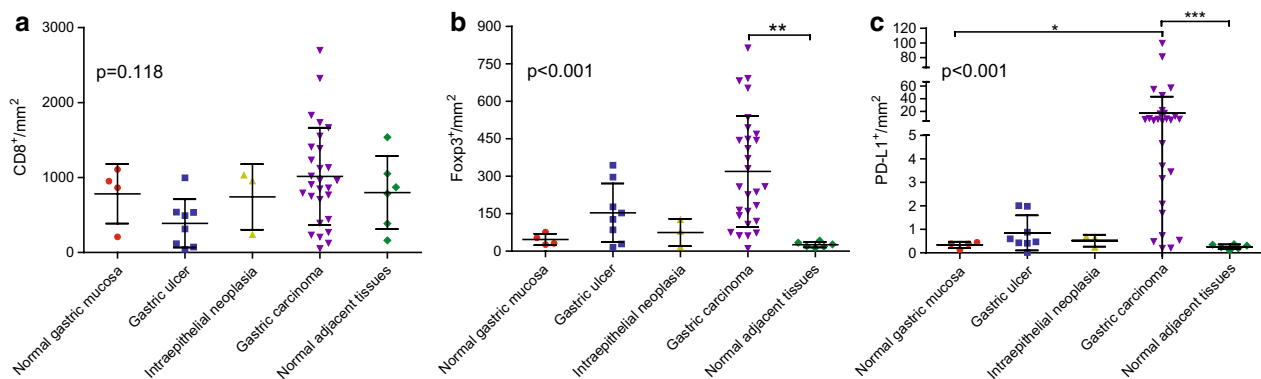 a
CD8+/mm2
3000
2000
1000
0
p=0.118
Normal gastric mucosa
Gastric ulcer
Intraepithelial neoplasia
Gastric carcinoma
Normal adjacent tissues
b
Foxp3+/mm2
900
750
600
450
300
150
0
p<0.001
**
Normal gastric mucosa
Gastric ulcer
Intraepithelial neoplasia
Gastric carcinoma
Normal adjacent tissues
c
PD-L1+/mm2
120
100
80
60
40
20
5
4
3
2
1
0
p<0.001
*
***
Normal gastric mucosa
Gastric ulcer
Intraepithelial neoplasia
Gastric carcinoma
Normal adjacent tissues